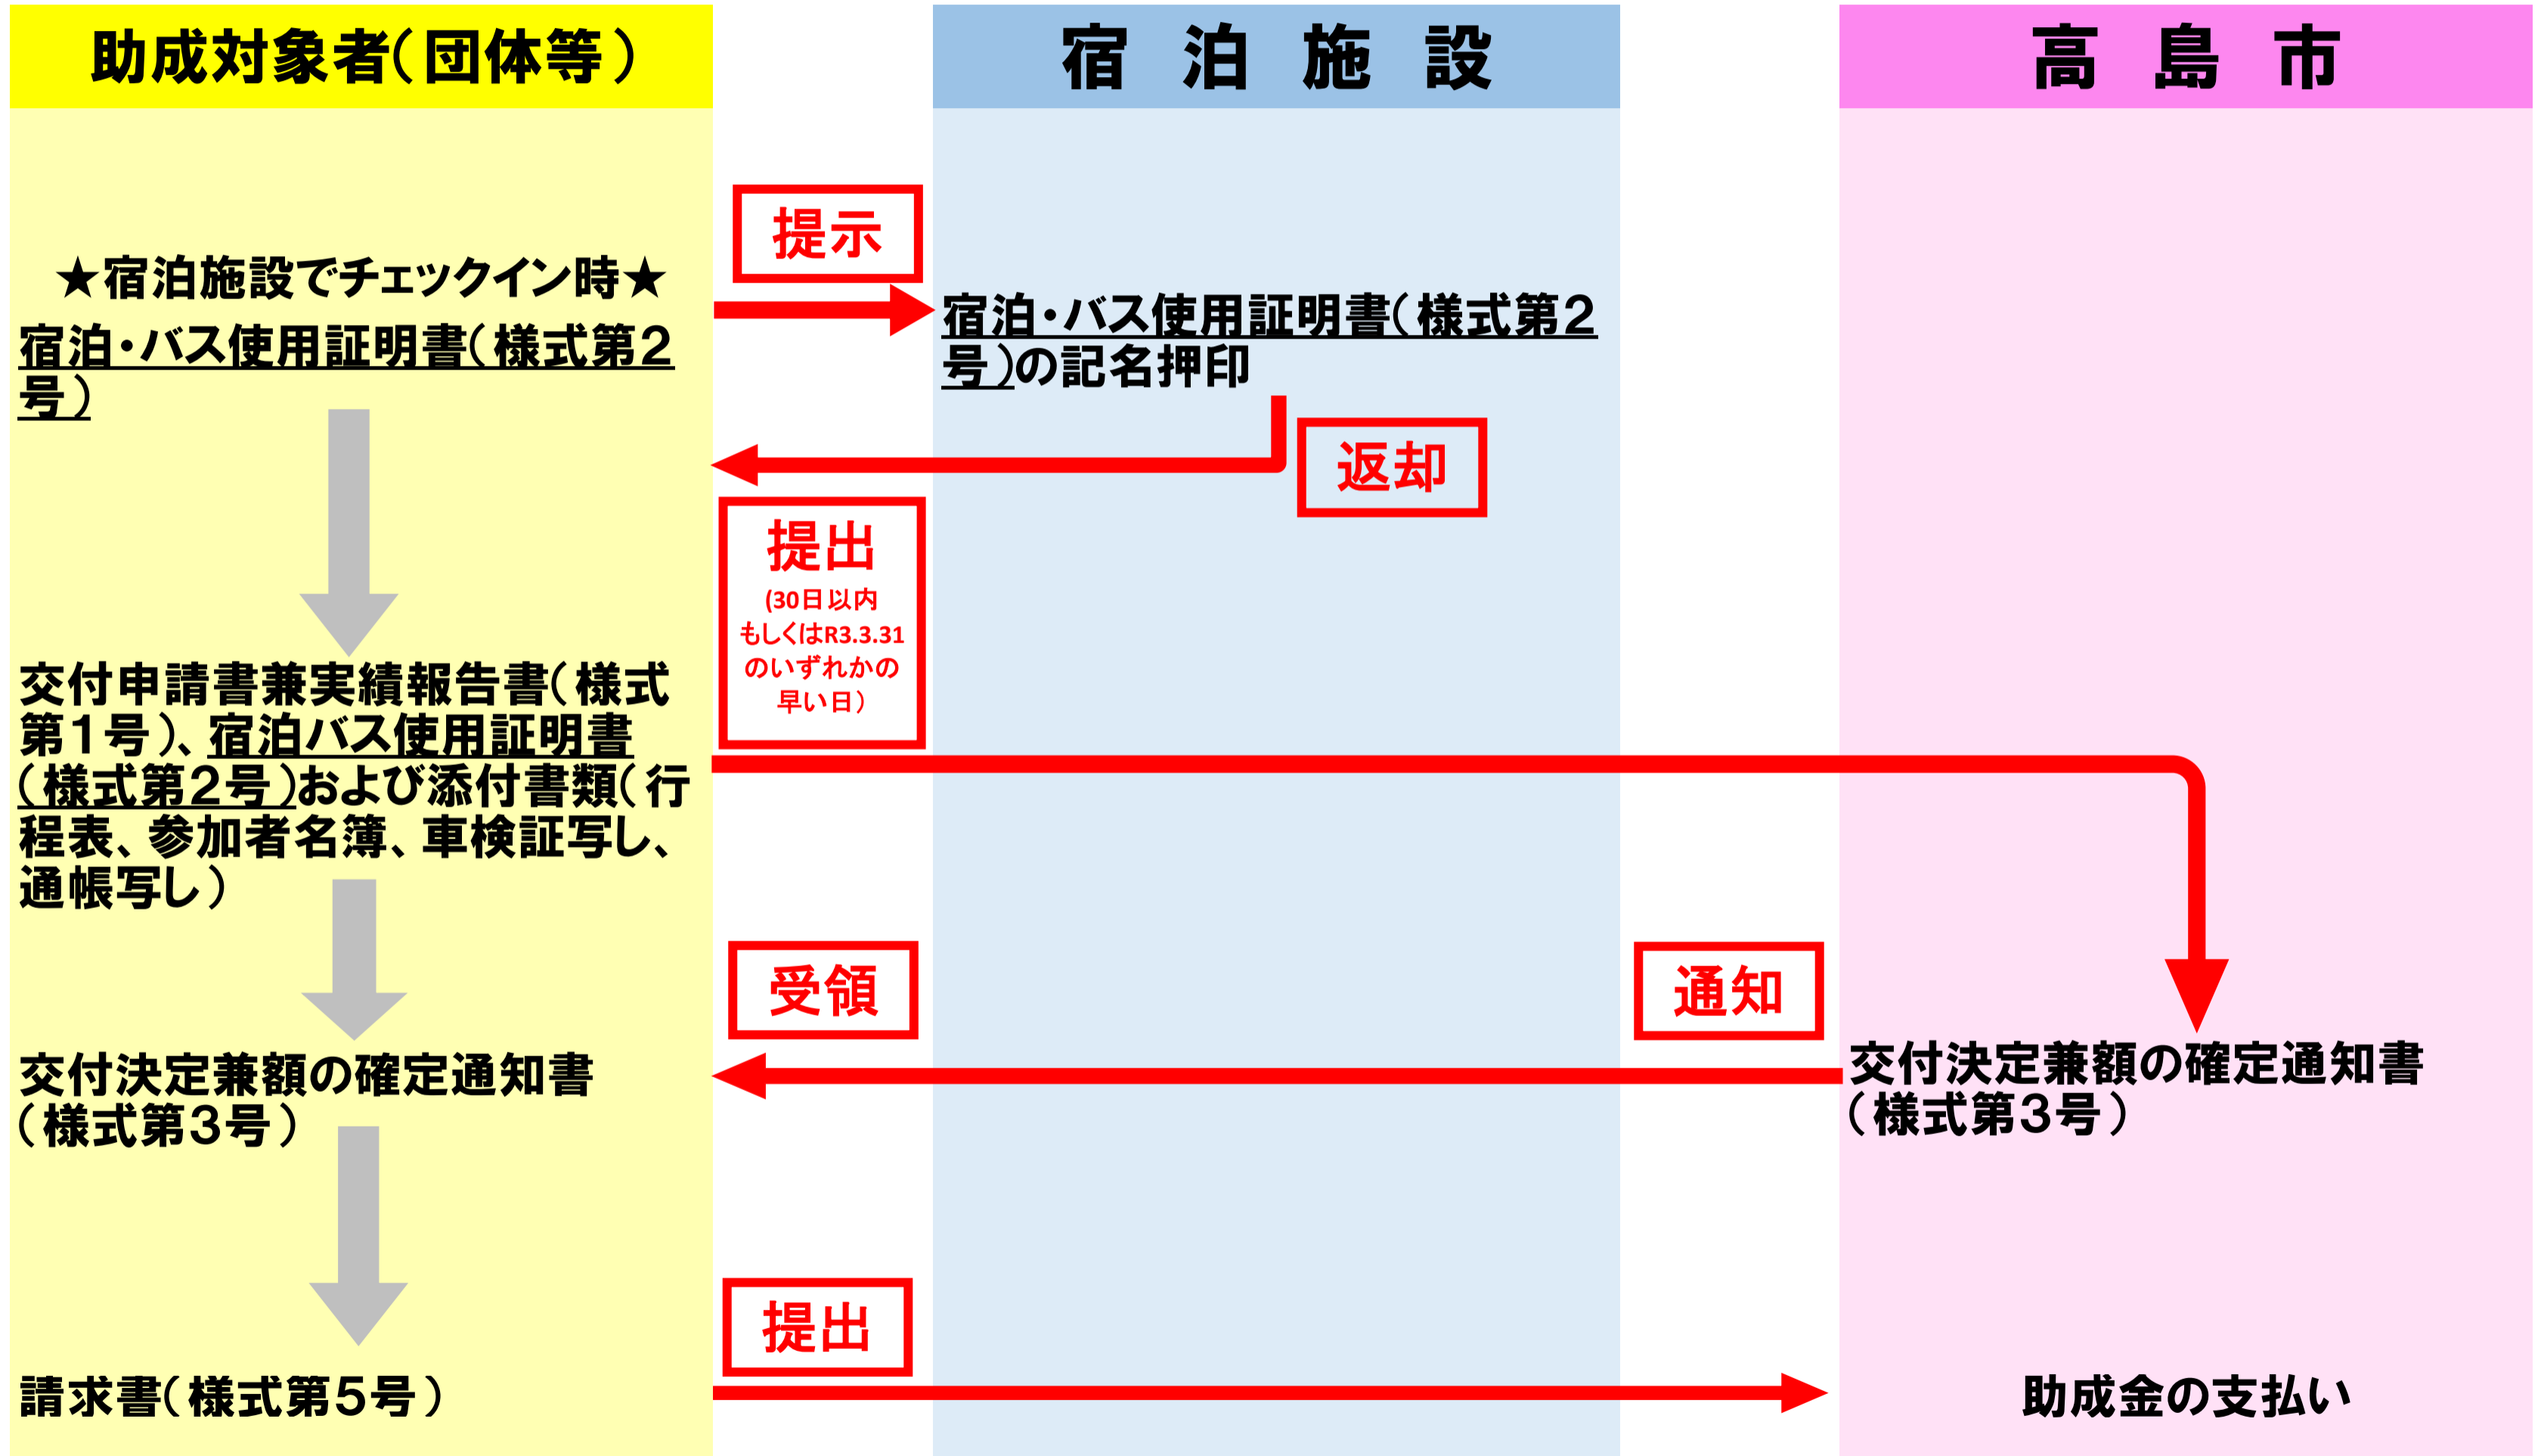 助成対象者（団体等）
宿泊施設
高島市
提示
★宿泊施設でチェックイン時★
宿泊・バス使用証明書（様式第２
号）
宿泊・バス使用証明書（様式第２
号）の記名押印
返却
提出
(30日以内
もしくはR3.3.31
のいずれかの
早い日）
交付申請書兼実績報告書（様式
第１号）、宿泊バス使用証明書
（様式第２号）および添付書類（行
程表、参加者名簿、車検証写し、
通帳写し）
受領
通知
交付決定兼額の確定通知書
（様式第３号）
交付決定兼額の確定通知書
（様式第３号）
提出
請求書（様式第５号）
助成金の支払い